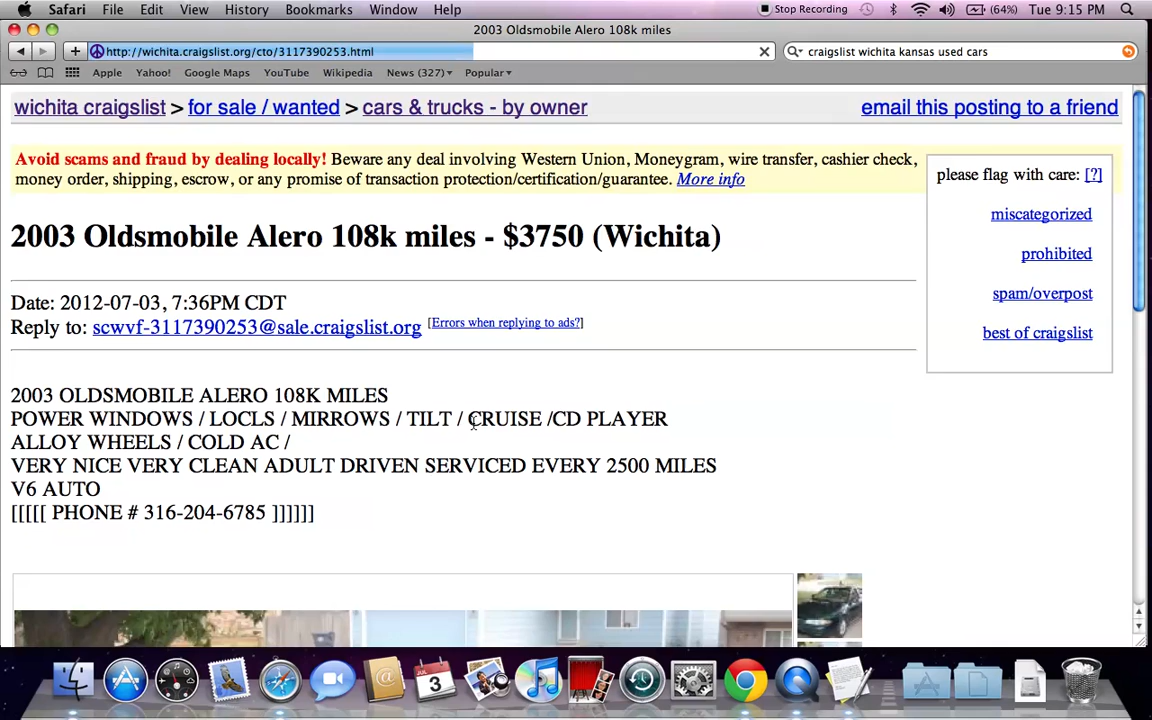 Safari File Edit View History Bookmarks Window Help Stop Recording (64%) Tue 9:15 PM
2003 Oldsmobile Alero 108k miles
http://wichita.craigslist.org/cto/3117390253.html craigslist wichita kansas used cars
Apple Yahoo! Google Maps YouTube Wikipedia News (327) Popular
wichita craigslist > for sale / wanted > cars & trucks - by owner email this posting to a friend
Avoid scams and fraud by dealing locally! Beware any deal involving Western Union, Moneygram, wire transfer, cashier check,
money order, shipping, escrow, or any promise of transaction protection/certification/guarantee. More info
please flag with care: [?]
miscategorized
prohibited
spam/overpost
best of craigslist
2003 Oldsmobile Alero 108k miles - $3750 (Wichita)
Date: 2012-07-03, 7:36PM CDT
Reply to: scwvf-3117390253@sale.craigslist.org [Errors when replying to ads?]
2003 OLDSMOBILE ALERO 108K MILES
POWER WINDOWS / LOCLS / MIRROWS / TILT / CRUISE /CD PLAYER
ALLOY WHEELS / COLD AC /
VERY NICE VERY CLEAN ADULT DRIVEN SERVICED EVERY 2500 MILES
V6 AUTO
[[[[[ PHONE # 316-204-6785 ]]]]]]
JUL
3